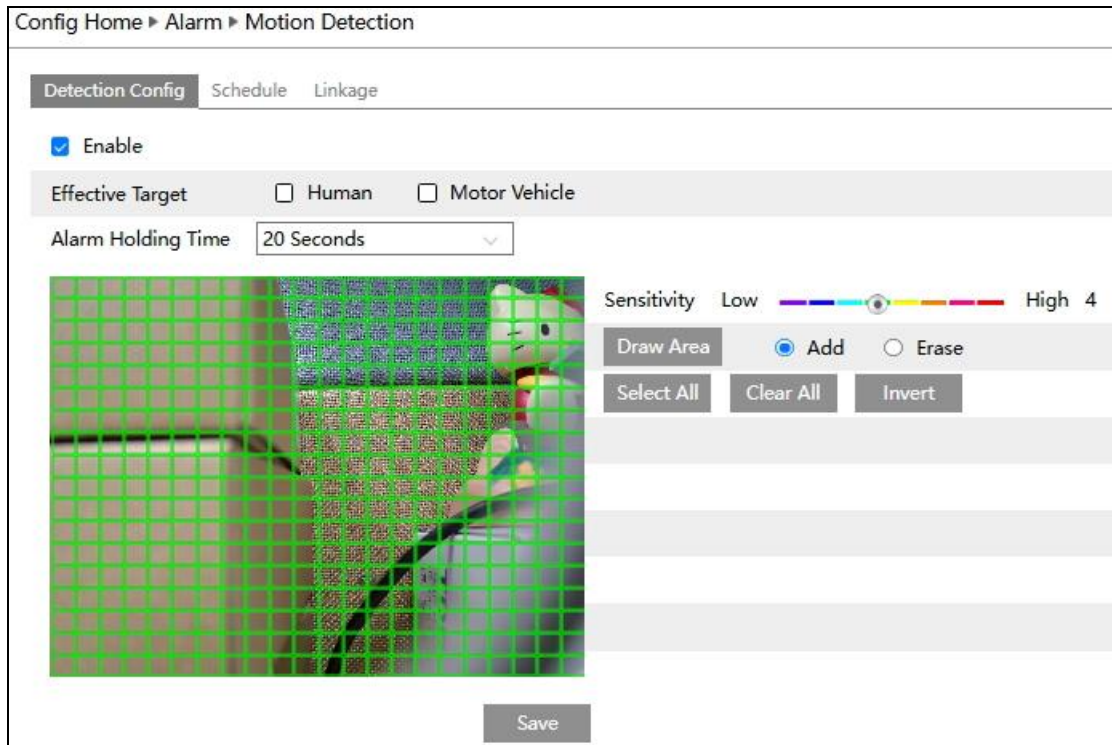 Config Home ▸ Alarm ▸ Motion Detection
Detection Config Schedule Linkage
Enable
Effective Target Human Motor Vehicle
Alarm Holding Time 20 Seconds
Sensitivity Low High 4
Draw Area Add Erase
Select All Clear All Invert
Save